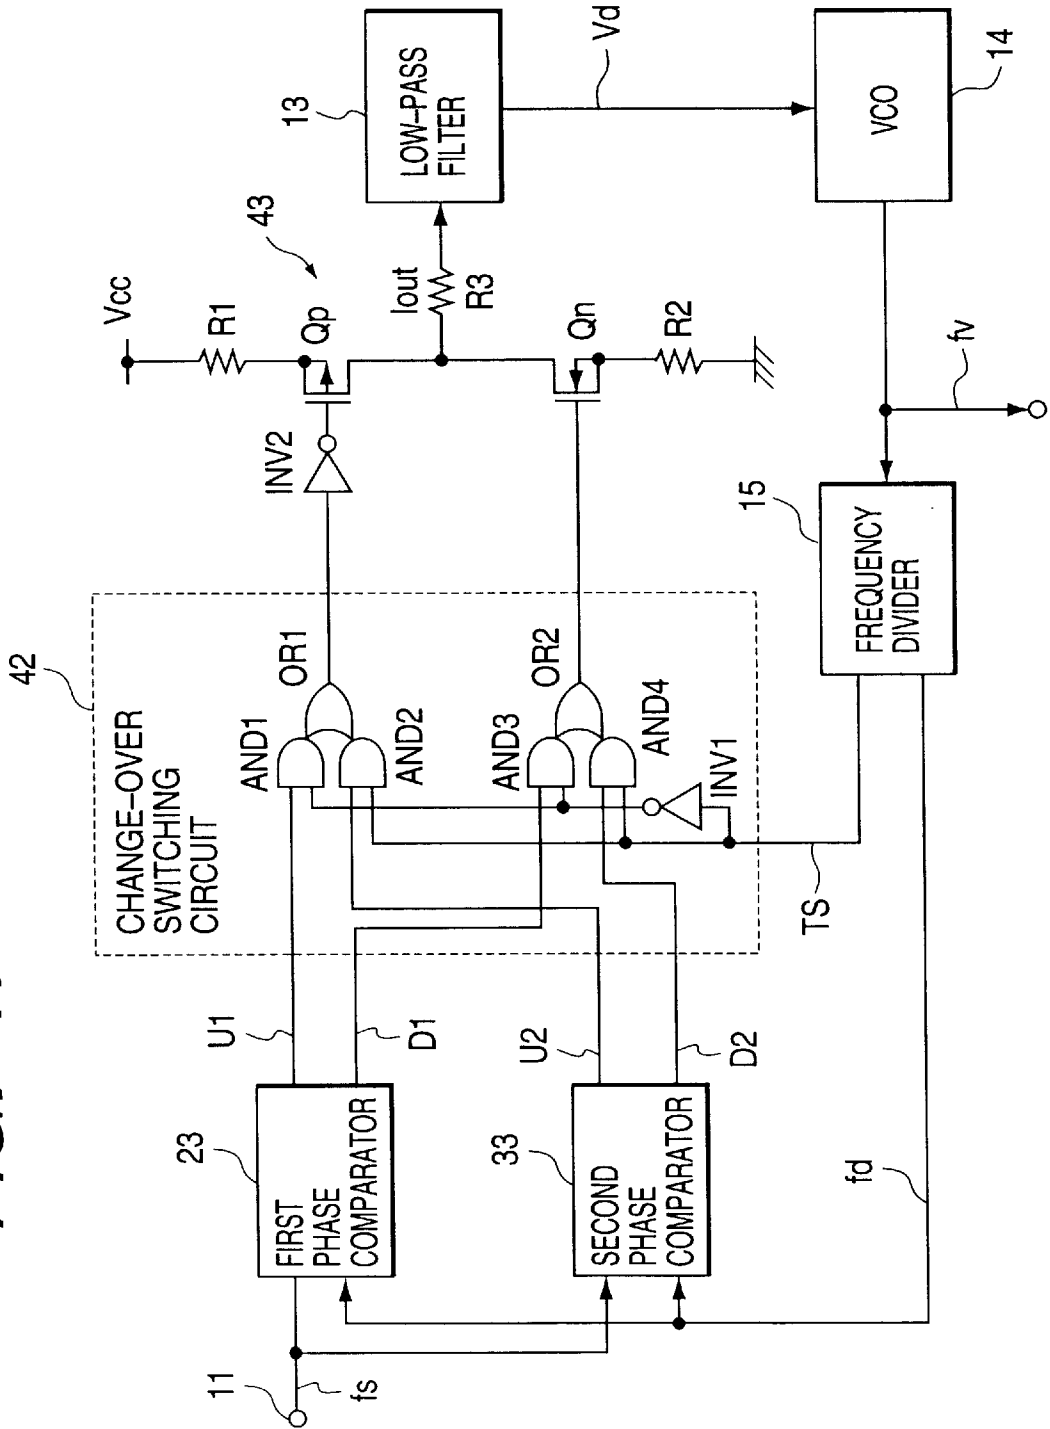 42
CHANGE-OVER
SWITCHING
CIRCUIT
Vcc
R1
43
13
LOW-PASS
FILTER
Qp
INV2
Iout
R3
Qn
R2
Vd
VCO
14
fv
OR1
AND1
AND2
OR2
AND3
AND4
INV1
15
FREQUENCY
DIVIDER
TS
U1
D1
U2
D2
23
FIRST
PHASE
COMPARATOR
33
SECOND
PHASE
COMPARATOR
fd
11
fs